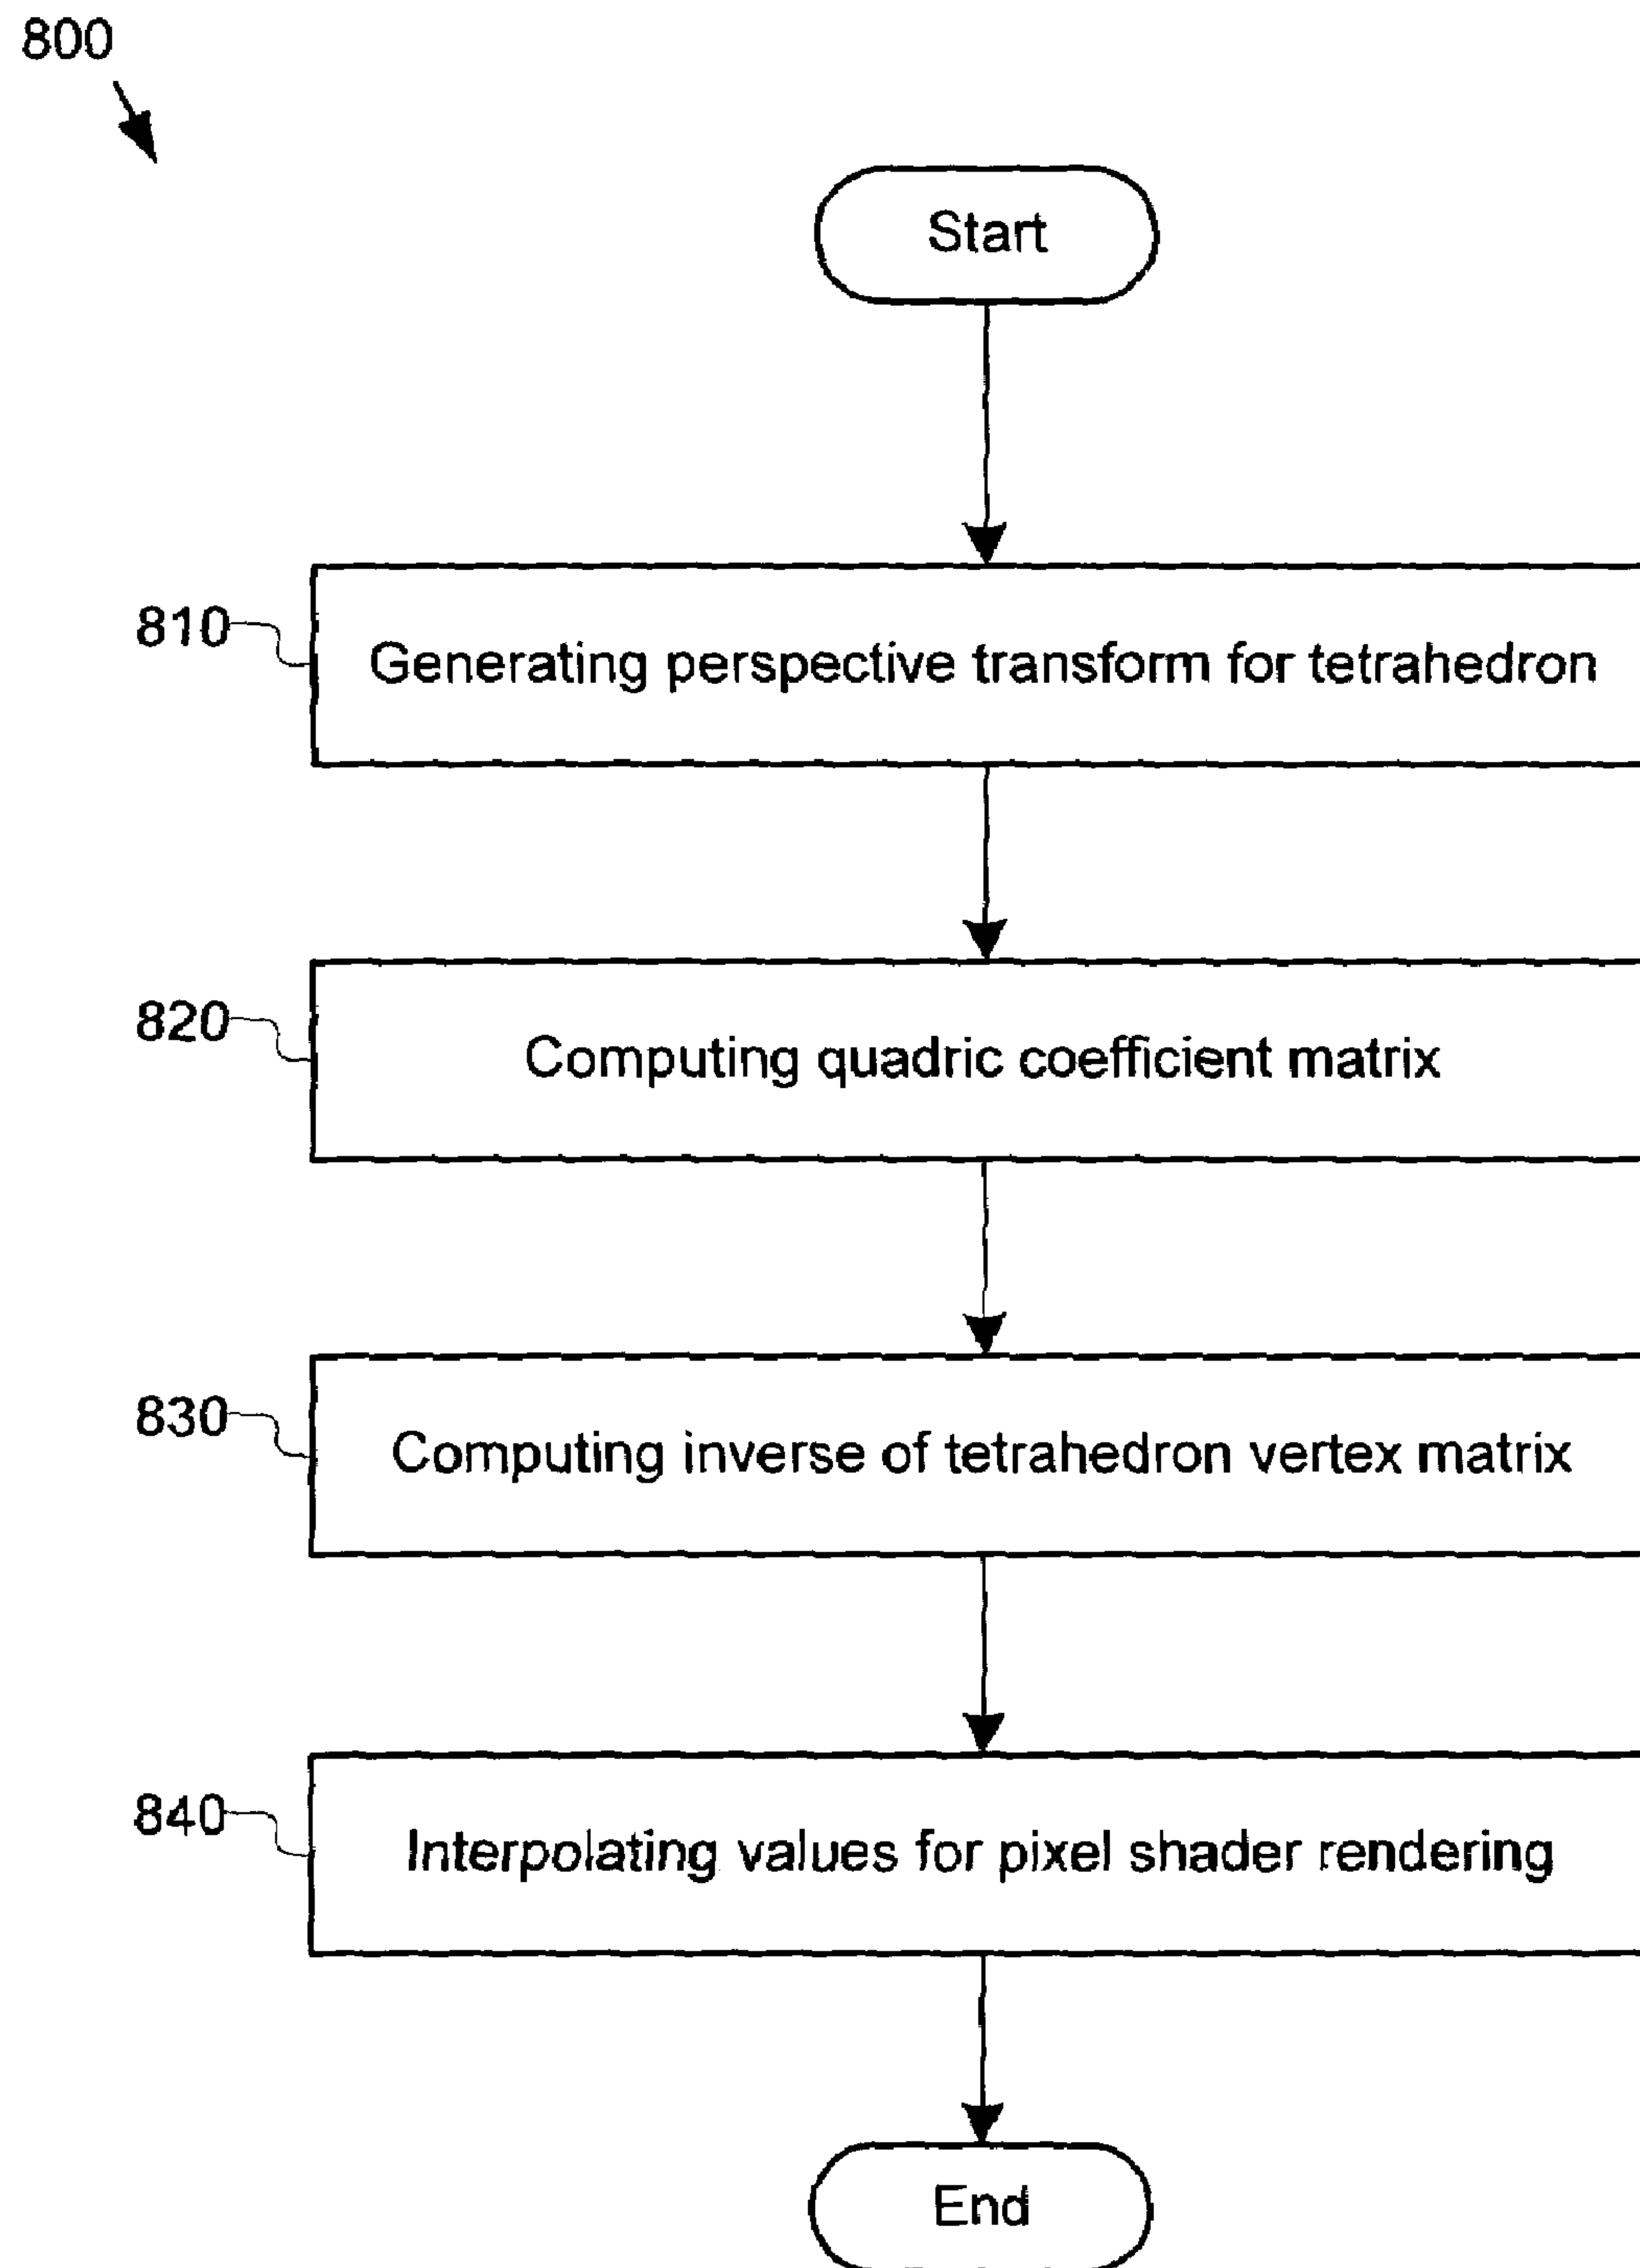 800
Start
810
Generating perspective transform for tetrahedron
820
Computing quadric coefficient matrix
830
Computing inverse of tetrahedron vertex matrix
840
Interpolating values for pixel shader rendering
End